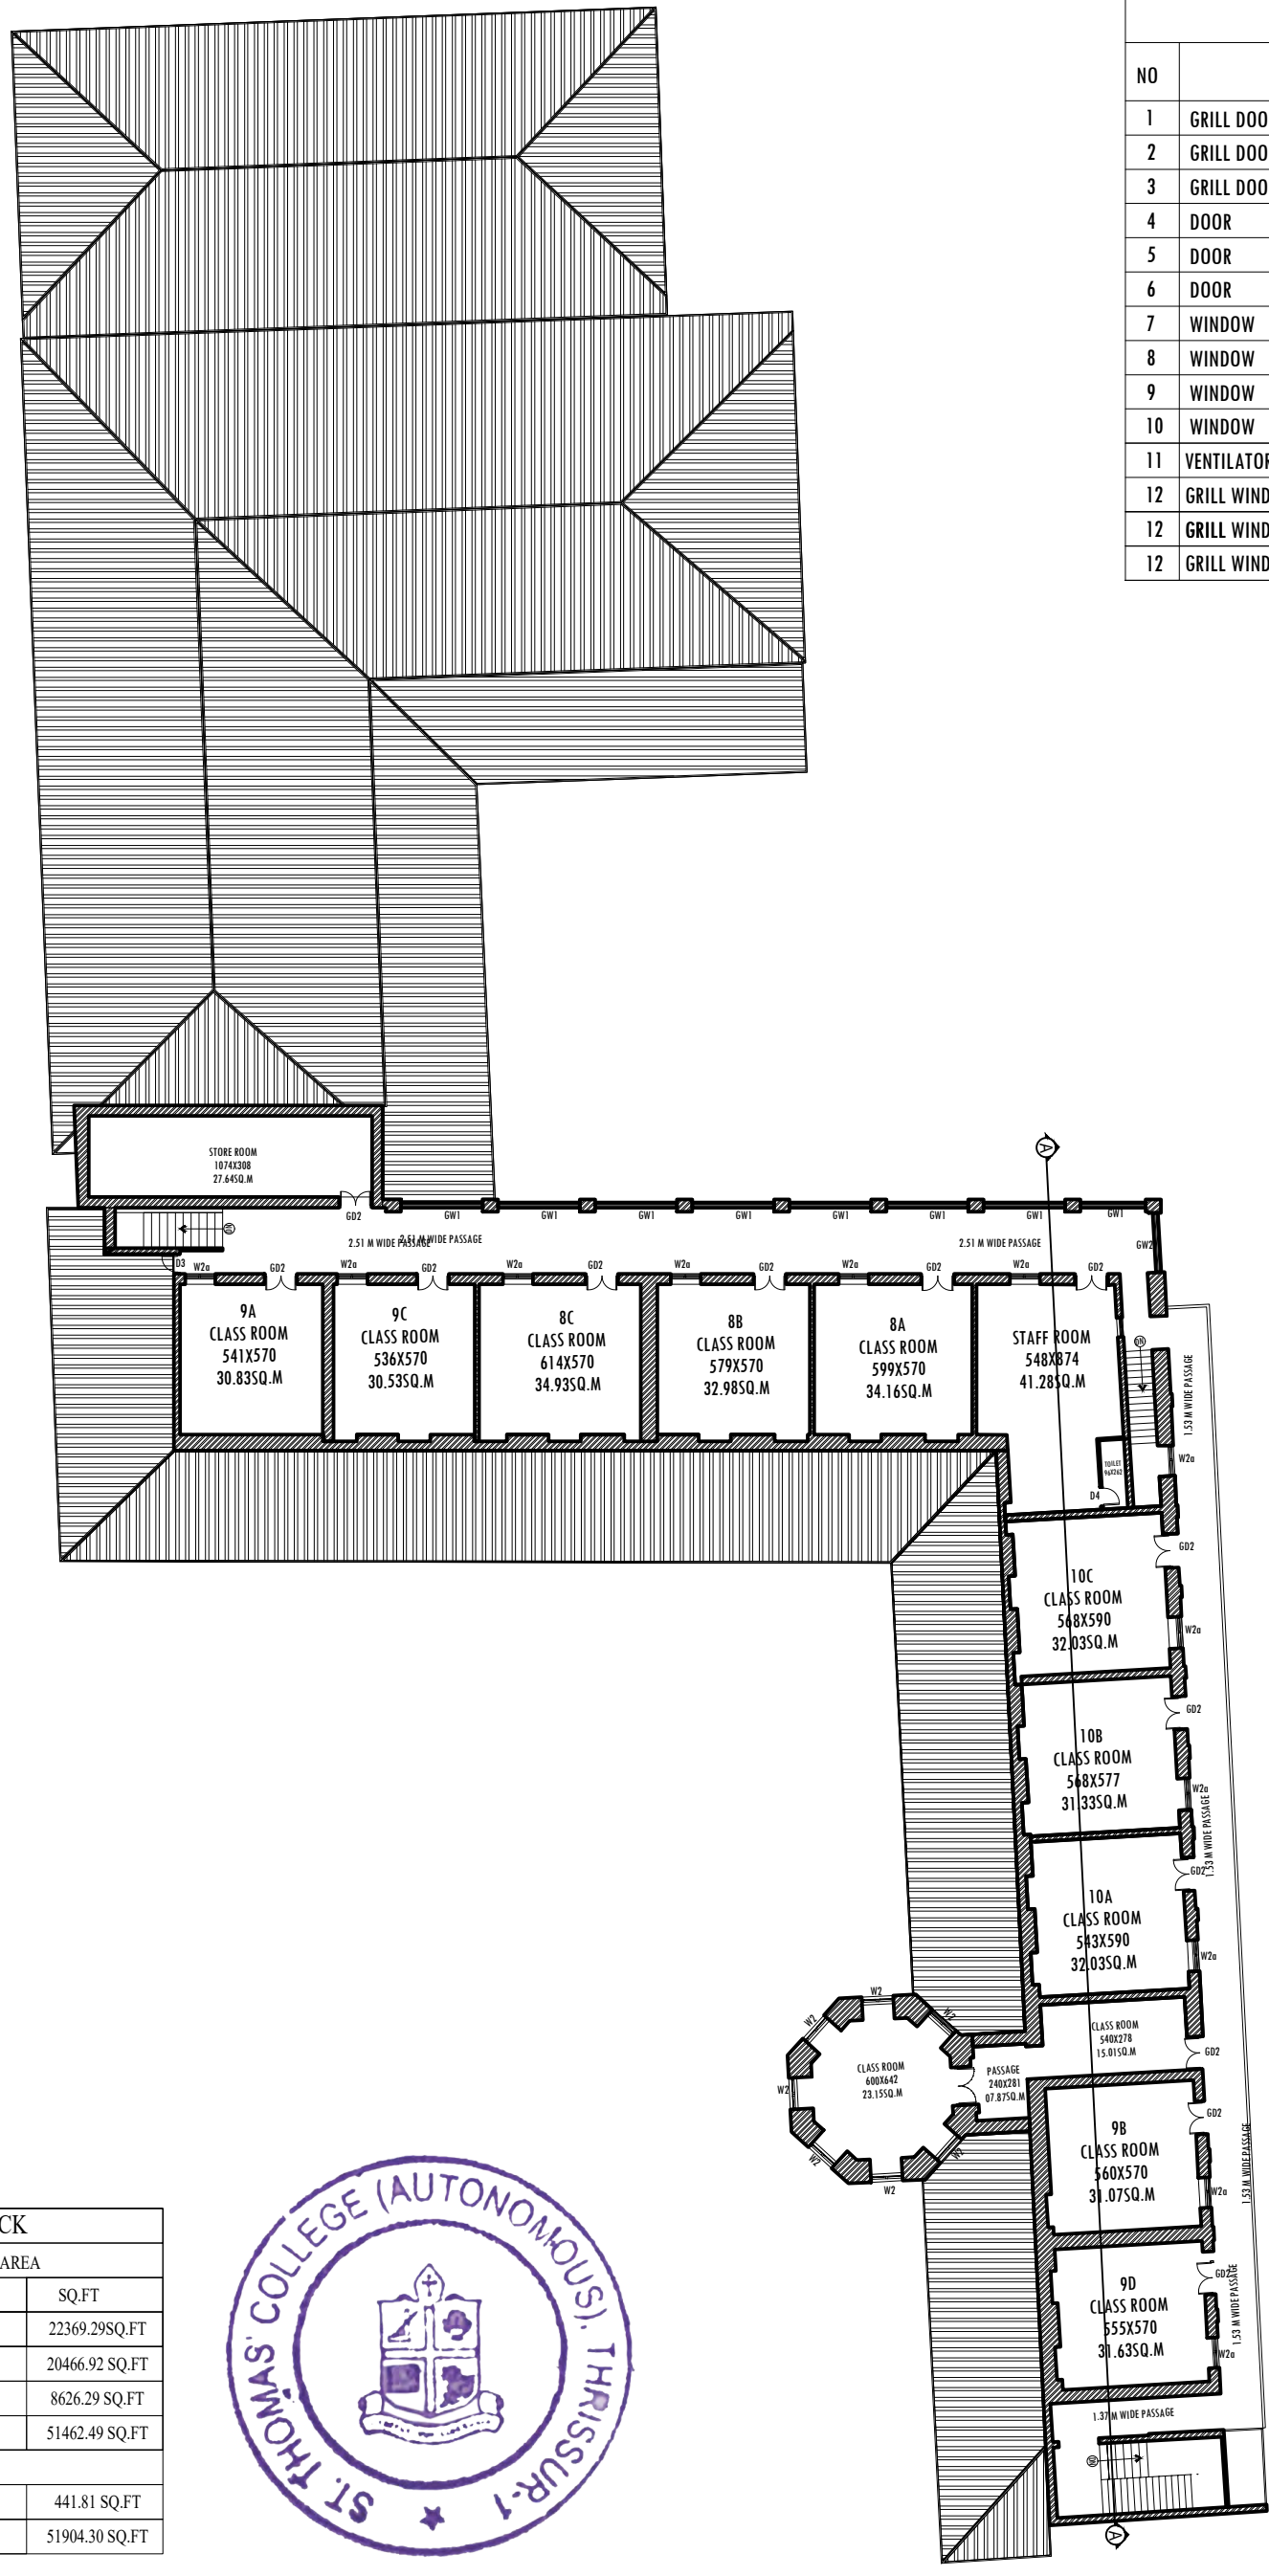 NO
1 GRILL DOO
2 GRILL DOO
3 GRILL DOO
4 DOOR
5 DOOR
6 DOOR
7 WINDOW
8 WINDOW
9 WINDOW
10 WINDOW
11 VENTILATOR
12 GRILL WIND
12 GRILL WIND
12 GRILL WIND
A
STORE ROOM
1074X308
27.64SQ.M
GD2
GW1 GW1 GW1 GW1 GW1 GW1 GW1 GW1
2.51 M WIDE PASSAGE
2.51 M WIDE PASSAGE
2.51 M WIDE PASSAGE
GW2
DN
D3
W2a GD2 W2a GD2 W2a GD2 W2a GD2 W2a GD2 W2a GD2
9A
CLASS ROOM
541X570
30.83SQ.M
9C
CLASS ROOM
536X570
30.53SQ.M
8C
CLASS ROOM
614X570
34.93SQ.M
8B
CLASS ROOM
579X570
32.98SQ.M
8A
CLASS ROOM
599X570
34.16SQ.M
STAFF ROOM
548X874
41.28SQ.M
DN
1.53 M WIDE PASSAGE
W2a
TOILET
96X262
D4
GD2
10C
CLASS ROOM
568X590
32.03SQ.M
W2a
GD2
10B
CLASS ROOM
568X577
31.33SQ.M
W2a
1.53 M WIDE PASSAGE
GD2
10A
CLASS ROOM
543X590
32.03SQ.M
W2a
CLASS ROOM
540X278
15.01SQ.M
GD2
W2
W2
W2
W2
W2
W2
W2
CLASS ROOM
600X642
23.15SQ.M
PASSAGE
240X281
07.87SQ.M
GD2
9B
CLASS ROOM
560X570
31.07SQ.M
W2a
1.53 M WIDE PASSAGE
GD2
9D
CLASS ROOM
555X570
31.63SQ.M
W2a
1.53 M WIDE PASSAGE
1.37 M WIDE PASSAGE
DN
A
CK
AREA
SQ.FT
22369.29SQ.FT
20466.92 SQ.FT
8626.29 SQ.FT
51462.49 SQ.FT
441.81 SQ.FT
51904.30 SQ.FT
ST. THOMAS' COLLEGE (AUTONOMOUS), THRISSUR-1